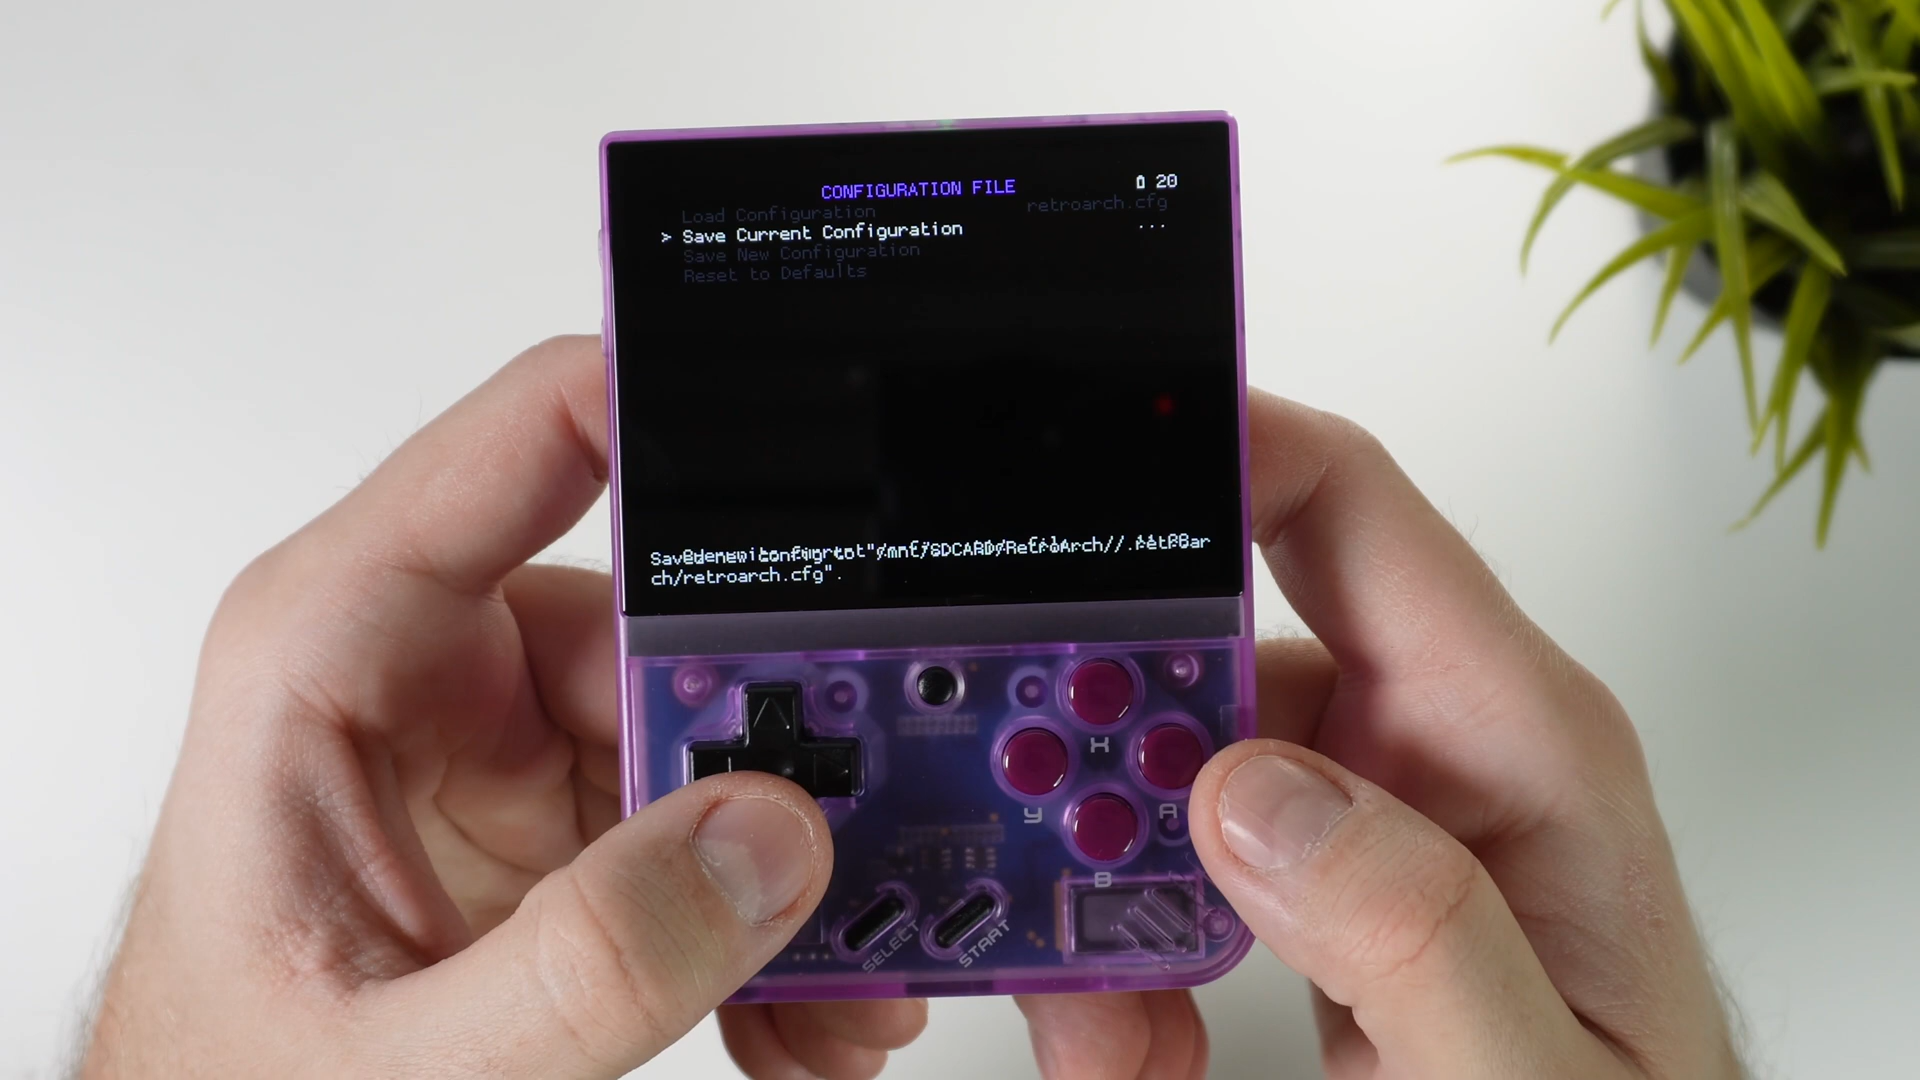 CONFIGURATION FILE
20
Load Configuration retroarch.cfg
> Save Current Configuration ...
Save New Configuration
Reset to Defaults
ch/retroarch.cfg".
X
Y A
B
SELECT START